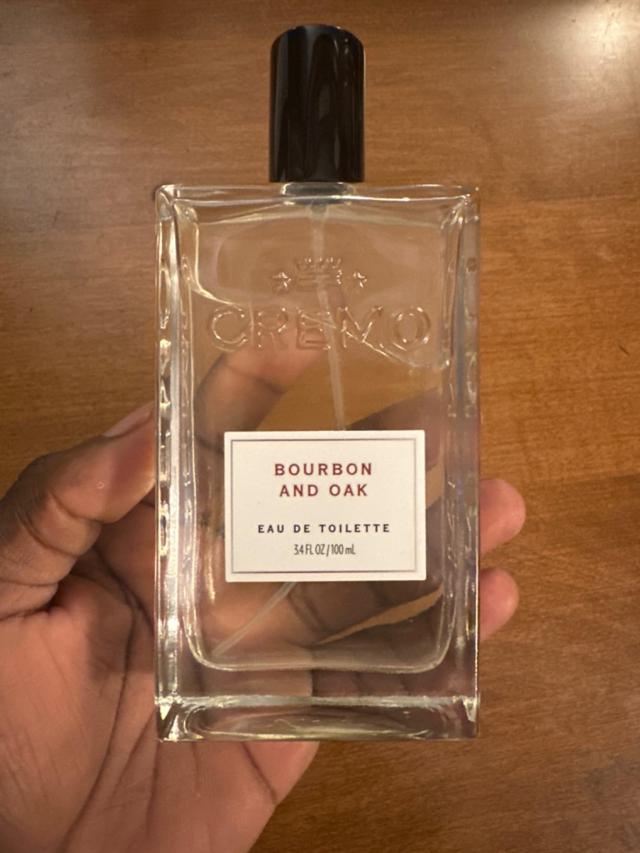 CREMO
BOURBON
AND OAK
EAU DE TOILETTE
3.4 FL OZ / 100 mL